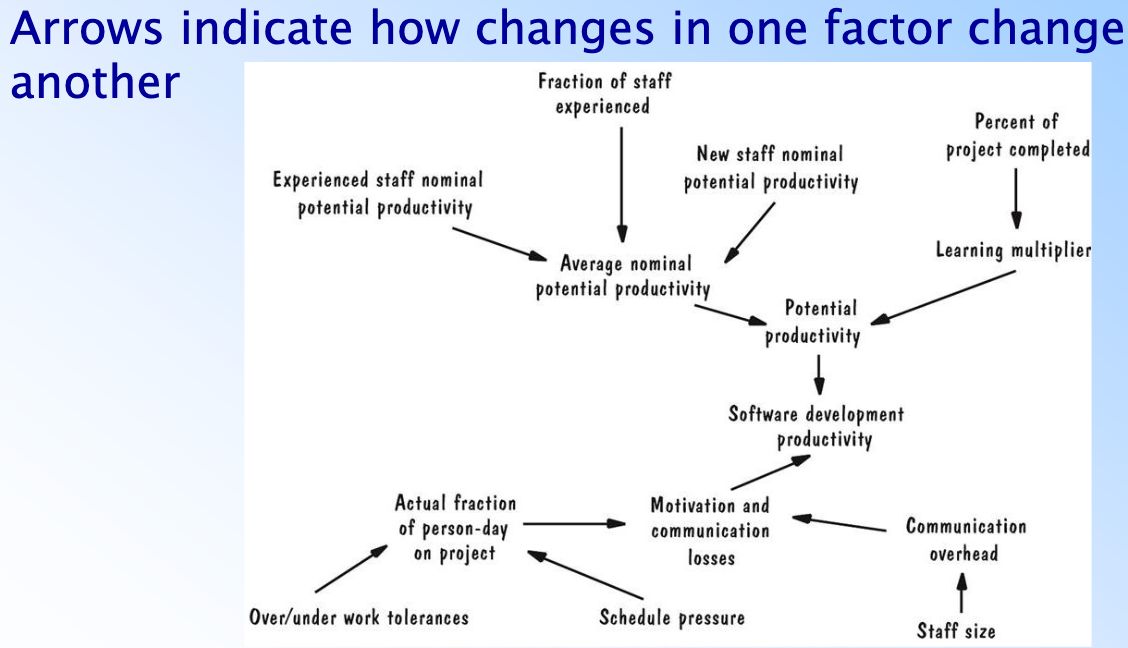 Arrows indicate how changes in one factor change
another
Fraction of staff
experienced
Percent of
project completed
New staff nominal
potential productivity
Experienced staff nominal
potential productivity
Learning multiplier
Average nominal
potential productivity
Potential
productivity
Software development
productivity
Actual fraction
of person-day
on project
Motivation and
communication
losses
Communication
overhead
Over/under work tolerances
Schedule pressure
Staff size